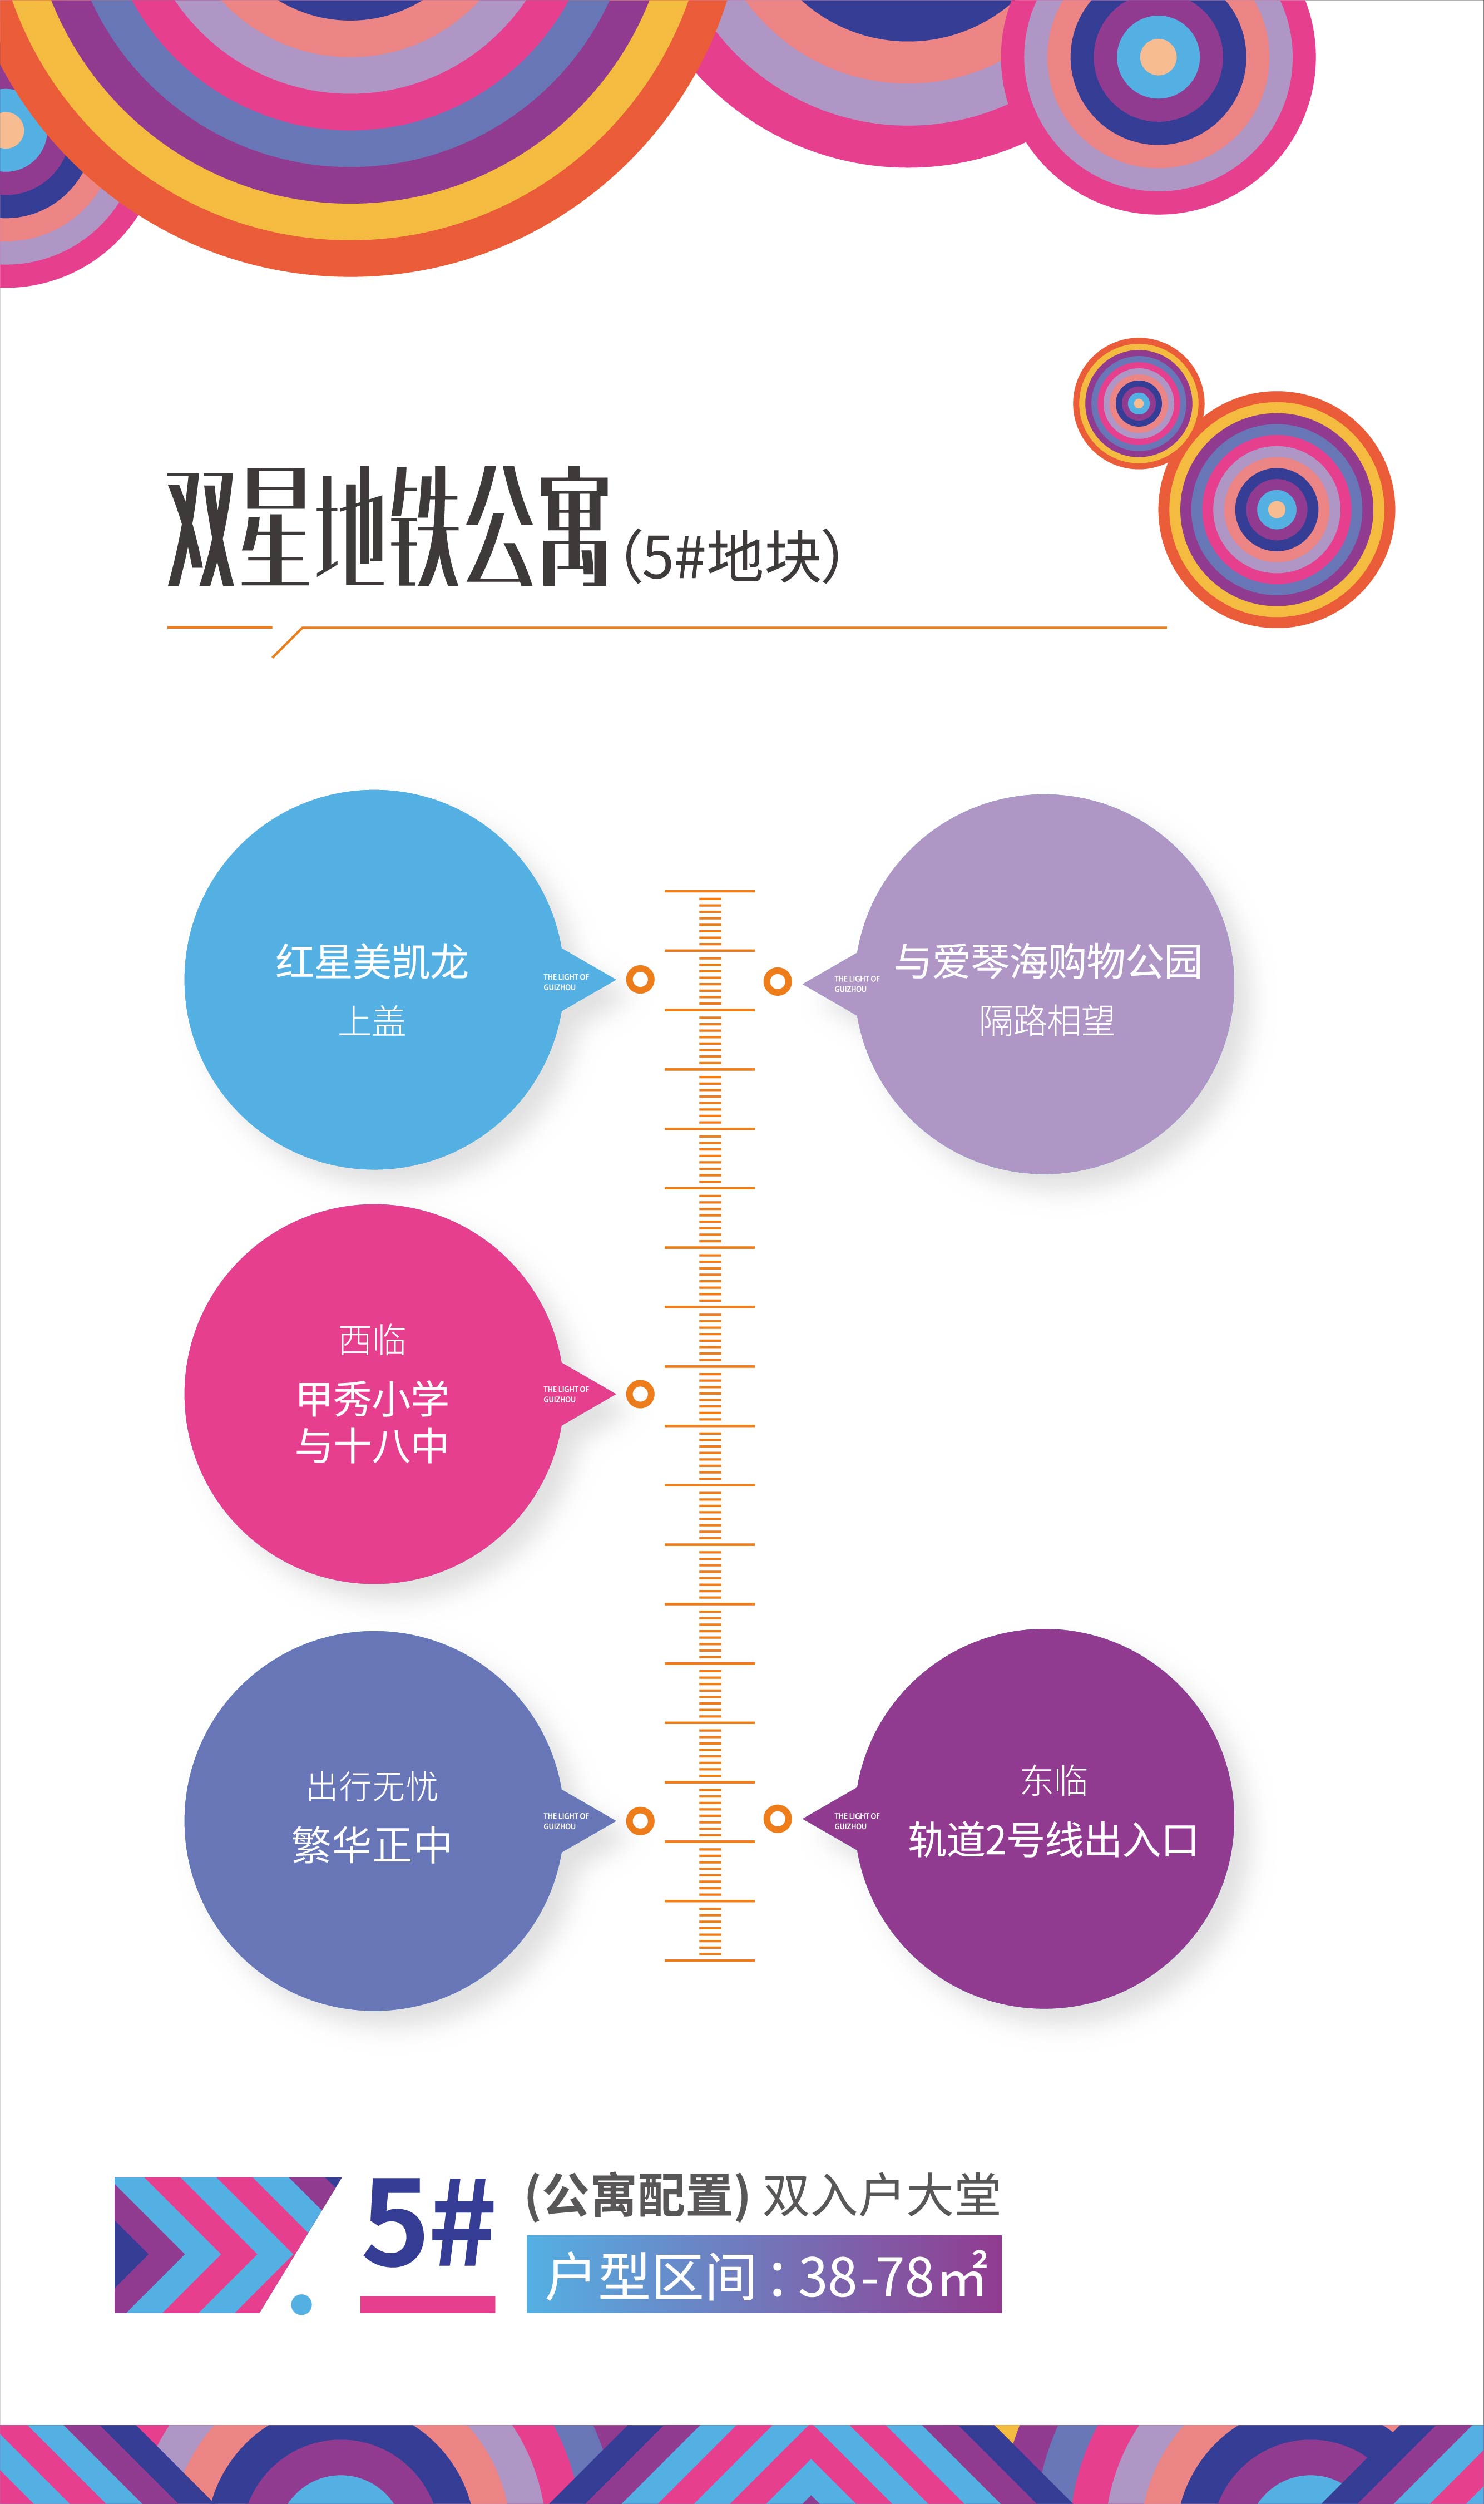 双星地铁公寓(5#地块)
红星美凯龙
上盖
THE LIGHT OF
GUIZHOU
与爱琴海购物公园
隔路相望
THE LIGHT OF
GUIZHOU
西临
甲秀小学
与十八中
THE LIGHT OF
GUIZHOU
出行无忧
繁华正中
THE LIGHT OF
GUIZHOU
东临
轨道2号线出入口
THE LIGHT OF
GUIZHOU
5#
(公寓配置) 双入户大堂
户型区间：38-78㎡